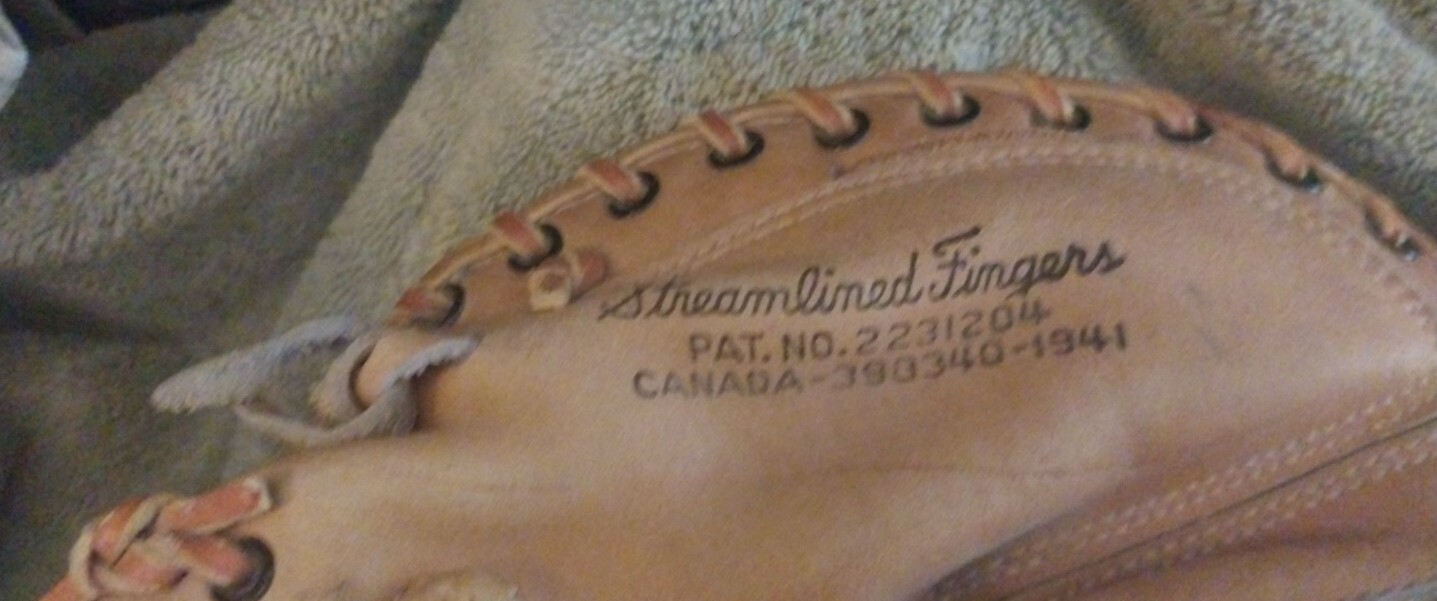 Streamlined Fingers
PAT. NO. 2231204
CANADA-398340-1941